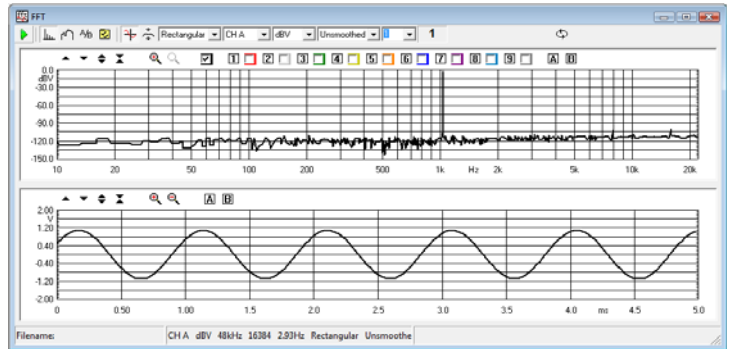 FFT
A/b Rectangular CH A dBV Unsmoothed 1 1
1 2 3 4 5 6 7 8 9 A B
0.0
dBV
-30.0
-60.0
-90.0
-120.0
-150.0
10 20 50 100 200 500 1k Hz 2k 5k 10k 20k
A B
2.00
V
1.20
0.40
-0.40
-1.20
-2.00
0 0.50 1.00 1.5 2.0 2.5 3.0 3.5 4.0 ms 4.5 5.0
Filename: CH A dBV 48kHz 16384 2.93Hz Rectangular Unsmoothe